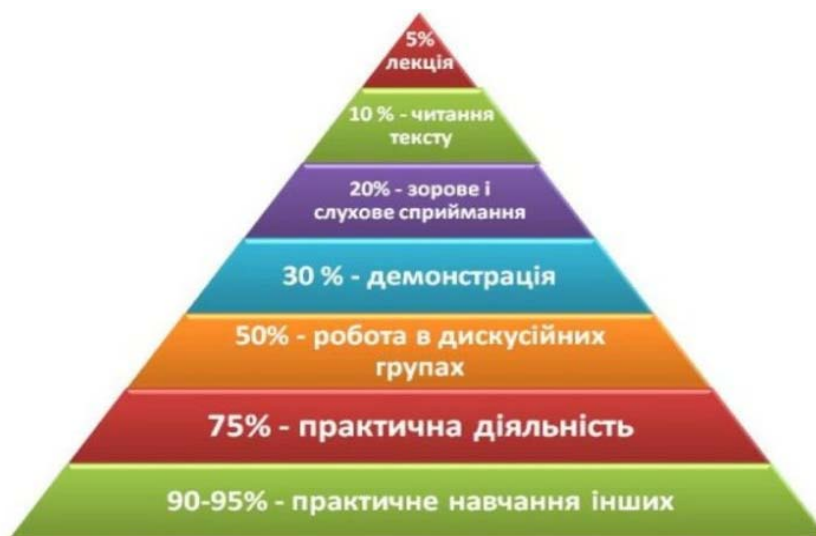 5%
лекція
10 % - читання
тексту
20% - зорове і
слухове сприймання
30 % - демонстрація
50% - робота в дискусійних
групах
75% - практична діяльність
90-95% - практичне навчання інших